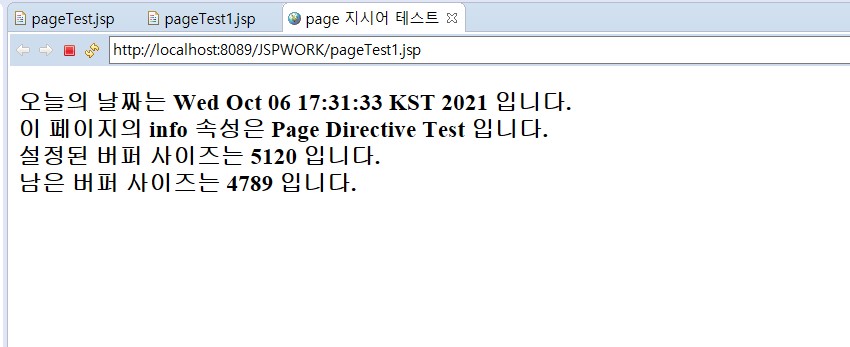 pageTest.jsp pageTest1.jsp page 지시어 테스트
http://localhost:8089/JSPWORK/pageTest1.jsp
오늘의 날짜는 Wed Oct 06 17:31:33 KST 2021 입니다.
이 페이지의 info 속성은 Page Directive Test 입니다.
설정된 버퍼 사이즈는 5120 입니다.
남은 버퍼 사이즈는 4789 입니다.